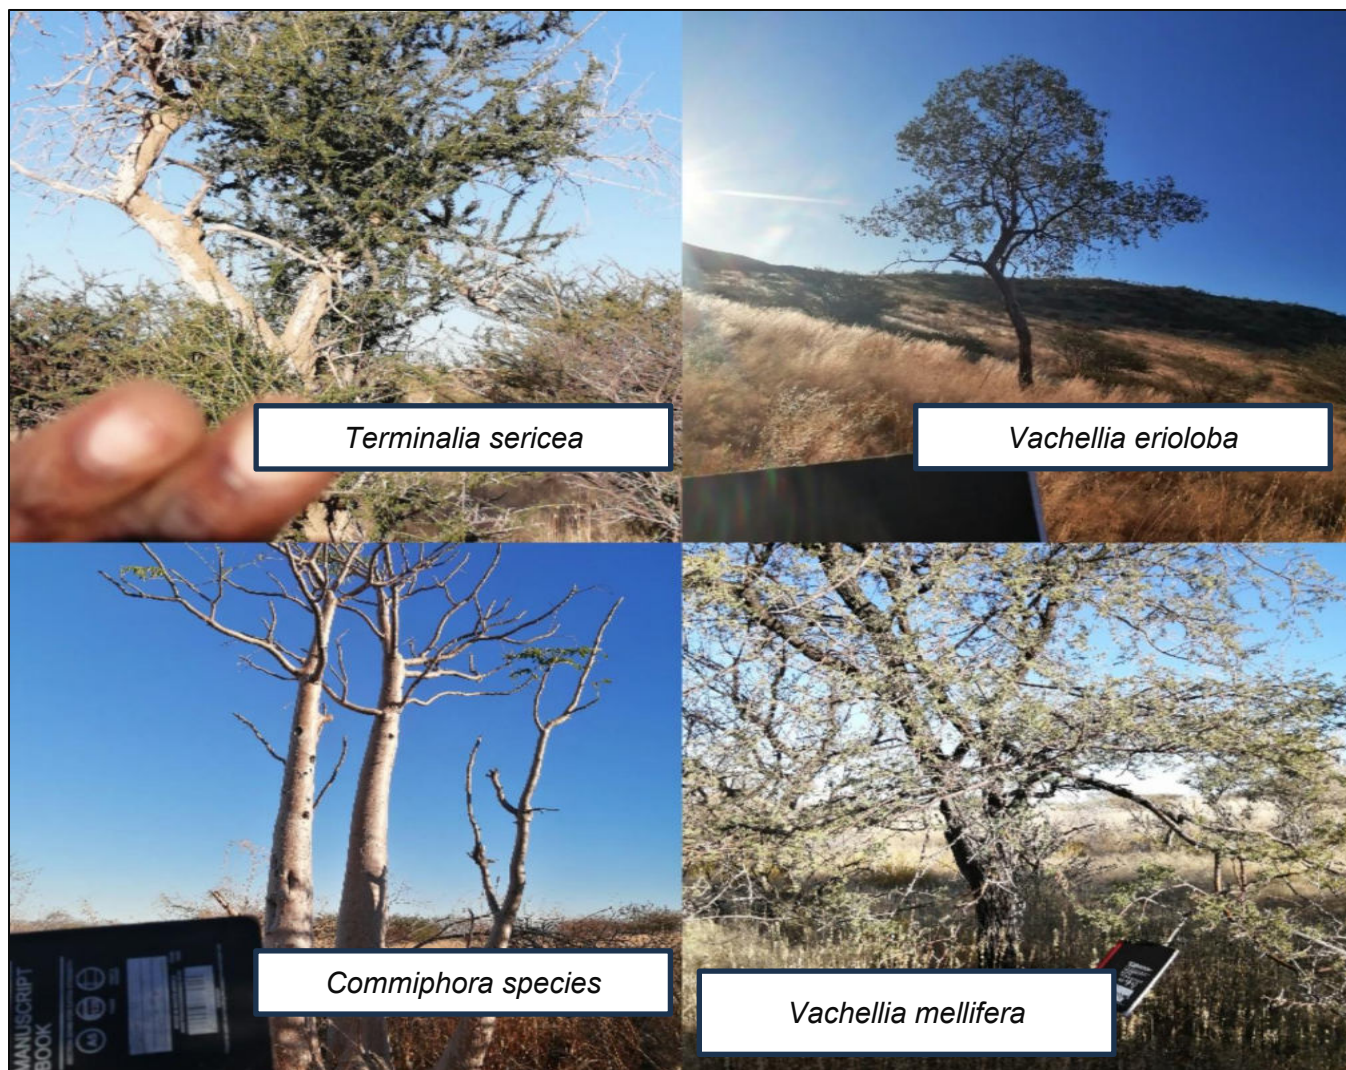 Terminalia sericea
Vachellia erioloba
Commiphora species
Vachellia mellifera
MANUSCRIPT
BOOK